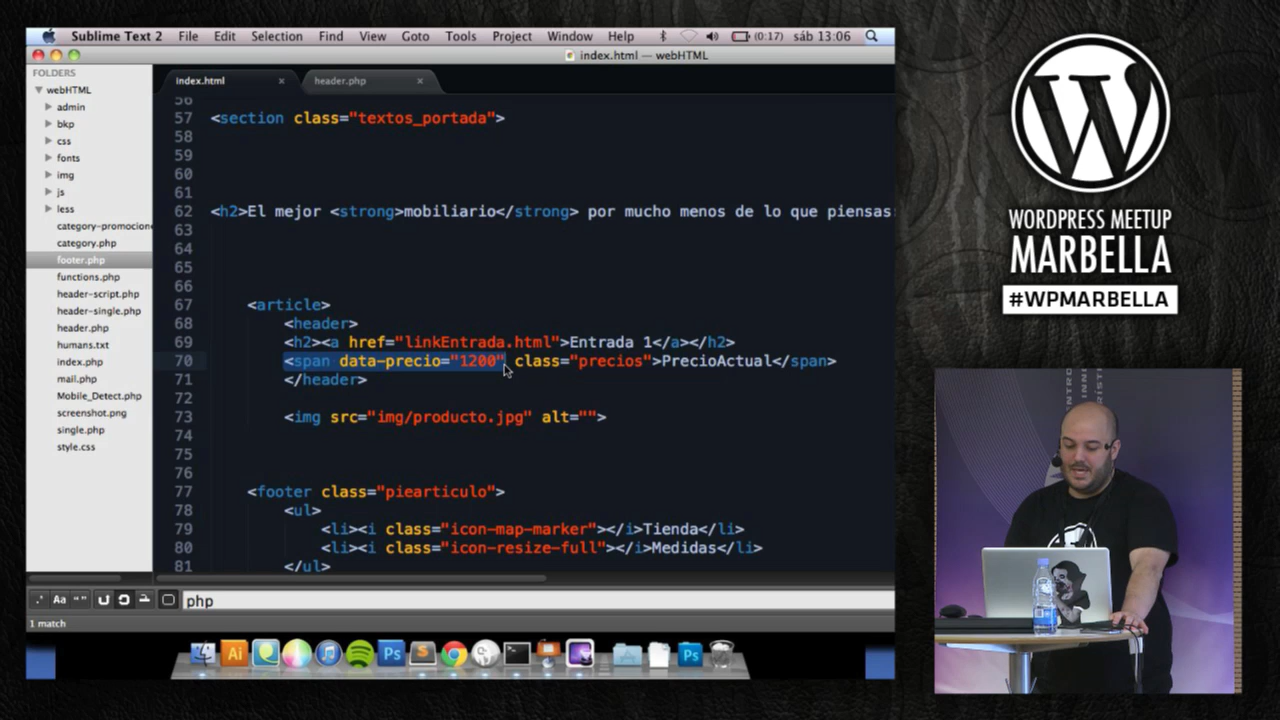 Sublime Text 2 File Edit Selection Find View Goto Tools Project Window Help (0:17) sáb 13:06
index.html — webHTML
FOLDERS
webHTML
admin
bkp
css
fonts
img
js
less
category-promocion
category.php
footer.php
functions.php
header-script.php
header-single.php
header.php
humans.txt
index.php
mail.php
Mobile_Detect.php
screenshot.png
single.php
style.css
index.html × header.php ×
56
57 <section class="textos_portada">
58
59
60
61
62 <h2>El mejor <strong>mobiliario</strong> por mucho menos de lo que piensas
63
64
65
66
67 <article>
68 <header>
69 <h2><a href="linkEntrada.html">Entrada 1</a></h2>
70 <span data-precio="1200" class="precios">PrecioActual</span>
71 </header>
72
73 <img src="img/producto.jpg" alt="">
74
75
76
77 <footer class="piearticulo">
78 <ul>
79 <li><i class="icon-map-marker"></i>Tienda</li>
80 <li><i class="icon-resize-full"></i>Medidas</li>
81 </ul>
.* Aa "" php
1 match
Ai Ps S Ps
W
WORDPRESS MEETUP
MARBELLA
#WPMARBELLA